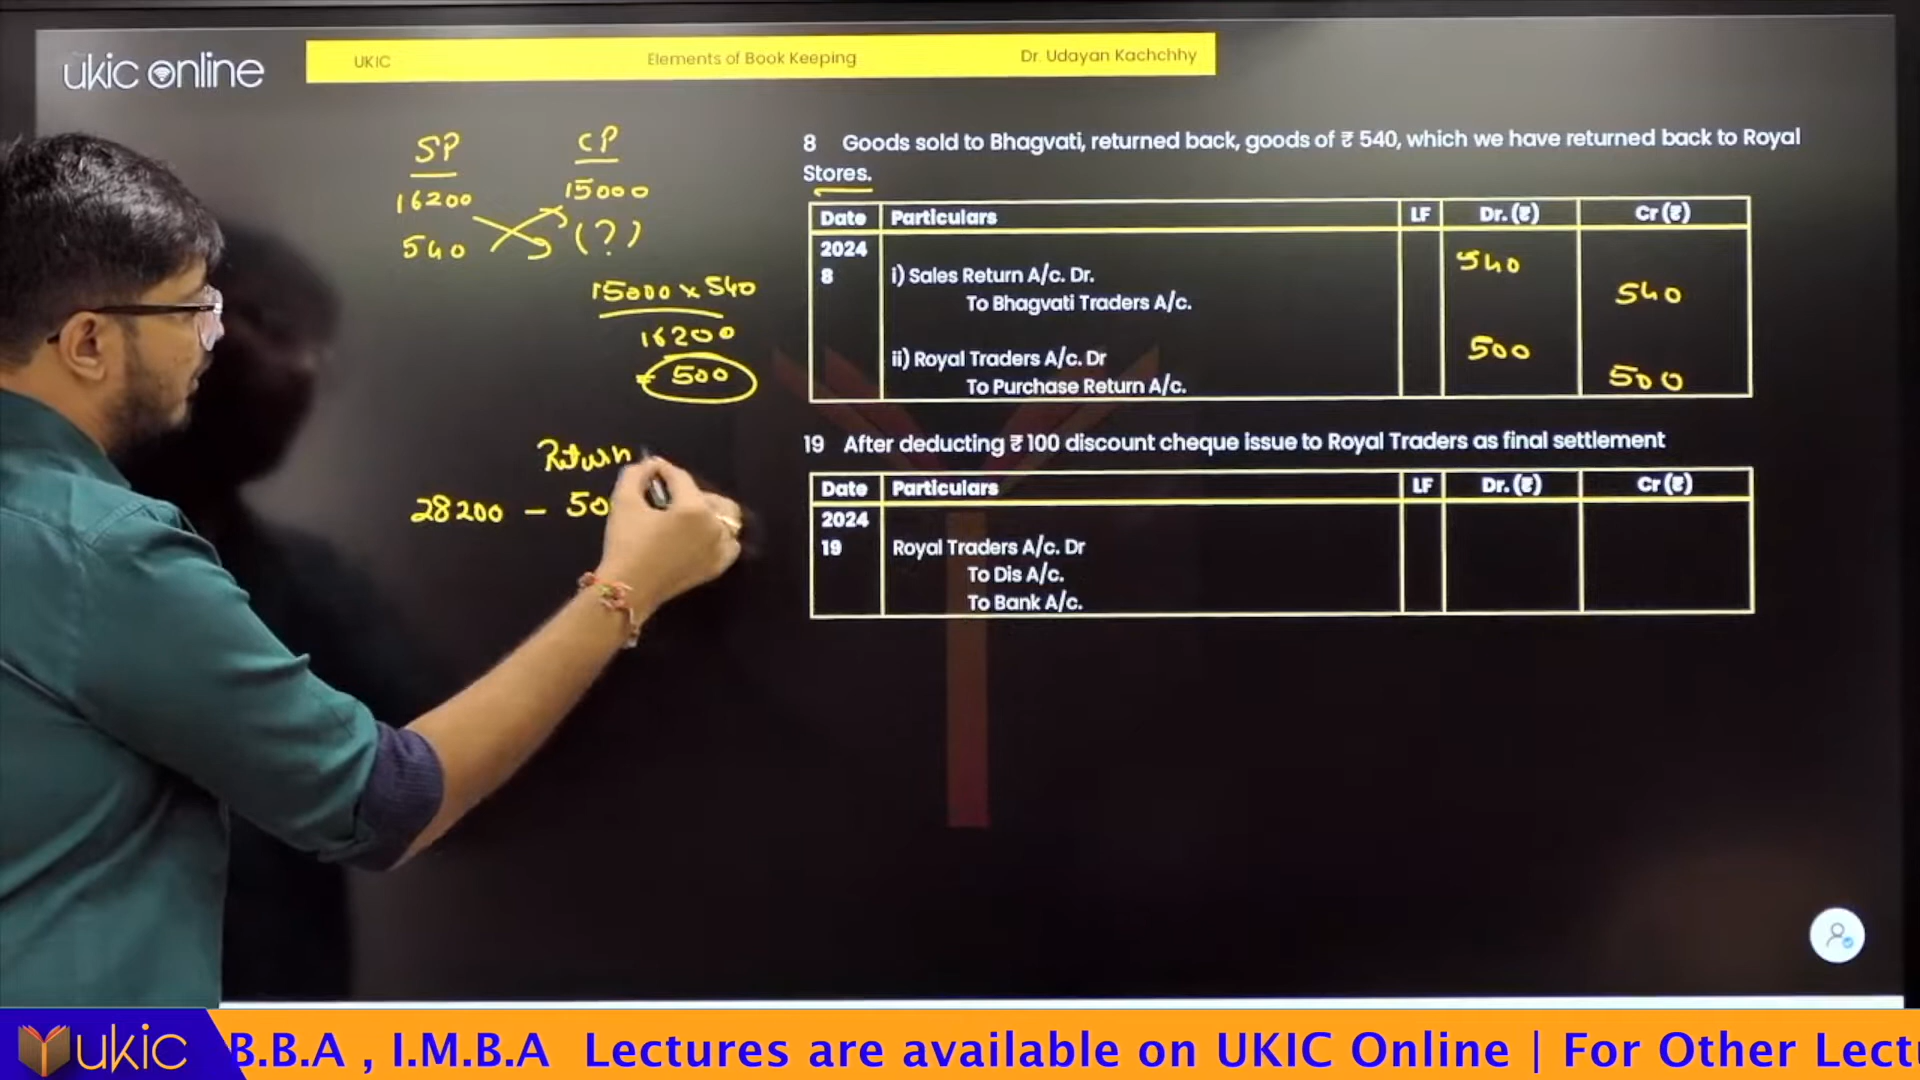 ukic online
UKIC Elements of Book Keeping Dr. Udayan Kachchhy
SP CP
16200 15000
540 (?)
15000 x 540
16200
= 500
Return
28200 - 50
8 Goods sold to Bhagvati, returned back, goods of ₹ 540, which we have returned back to Royal
Stores.
Date Particulars LF Dr. (₹) Cr (₹)
2024
8 i) Sales Return A/c. Dr. 540
To Bhagvati Traders A/c. 540
ii) Royal Traders A/c. Dr 500
To Purchase Return A/c. 500
19 After deducting ₹ 100 discount cheque issue to Royal Traders as final settlement
Date Particulars LF Dr. (₹) Cr (₹)
2024
19 Royal Traders A/c. Dr
To Dis A/c.
To Bank A/c.
ukic B.B.A , I.M.B.A Lectures are available on UKIC Online | For Other Lectu